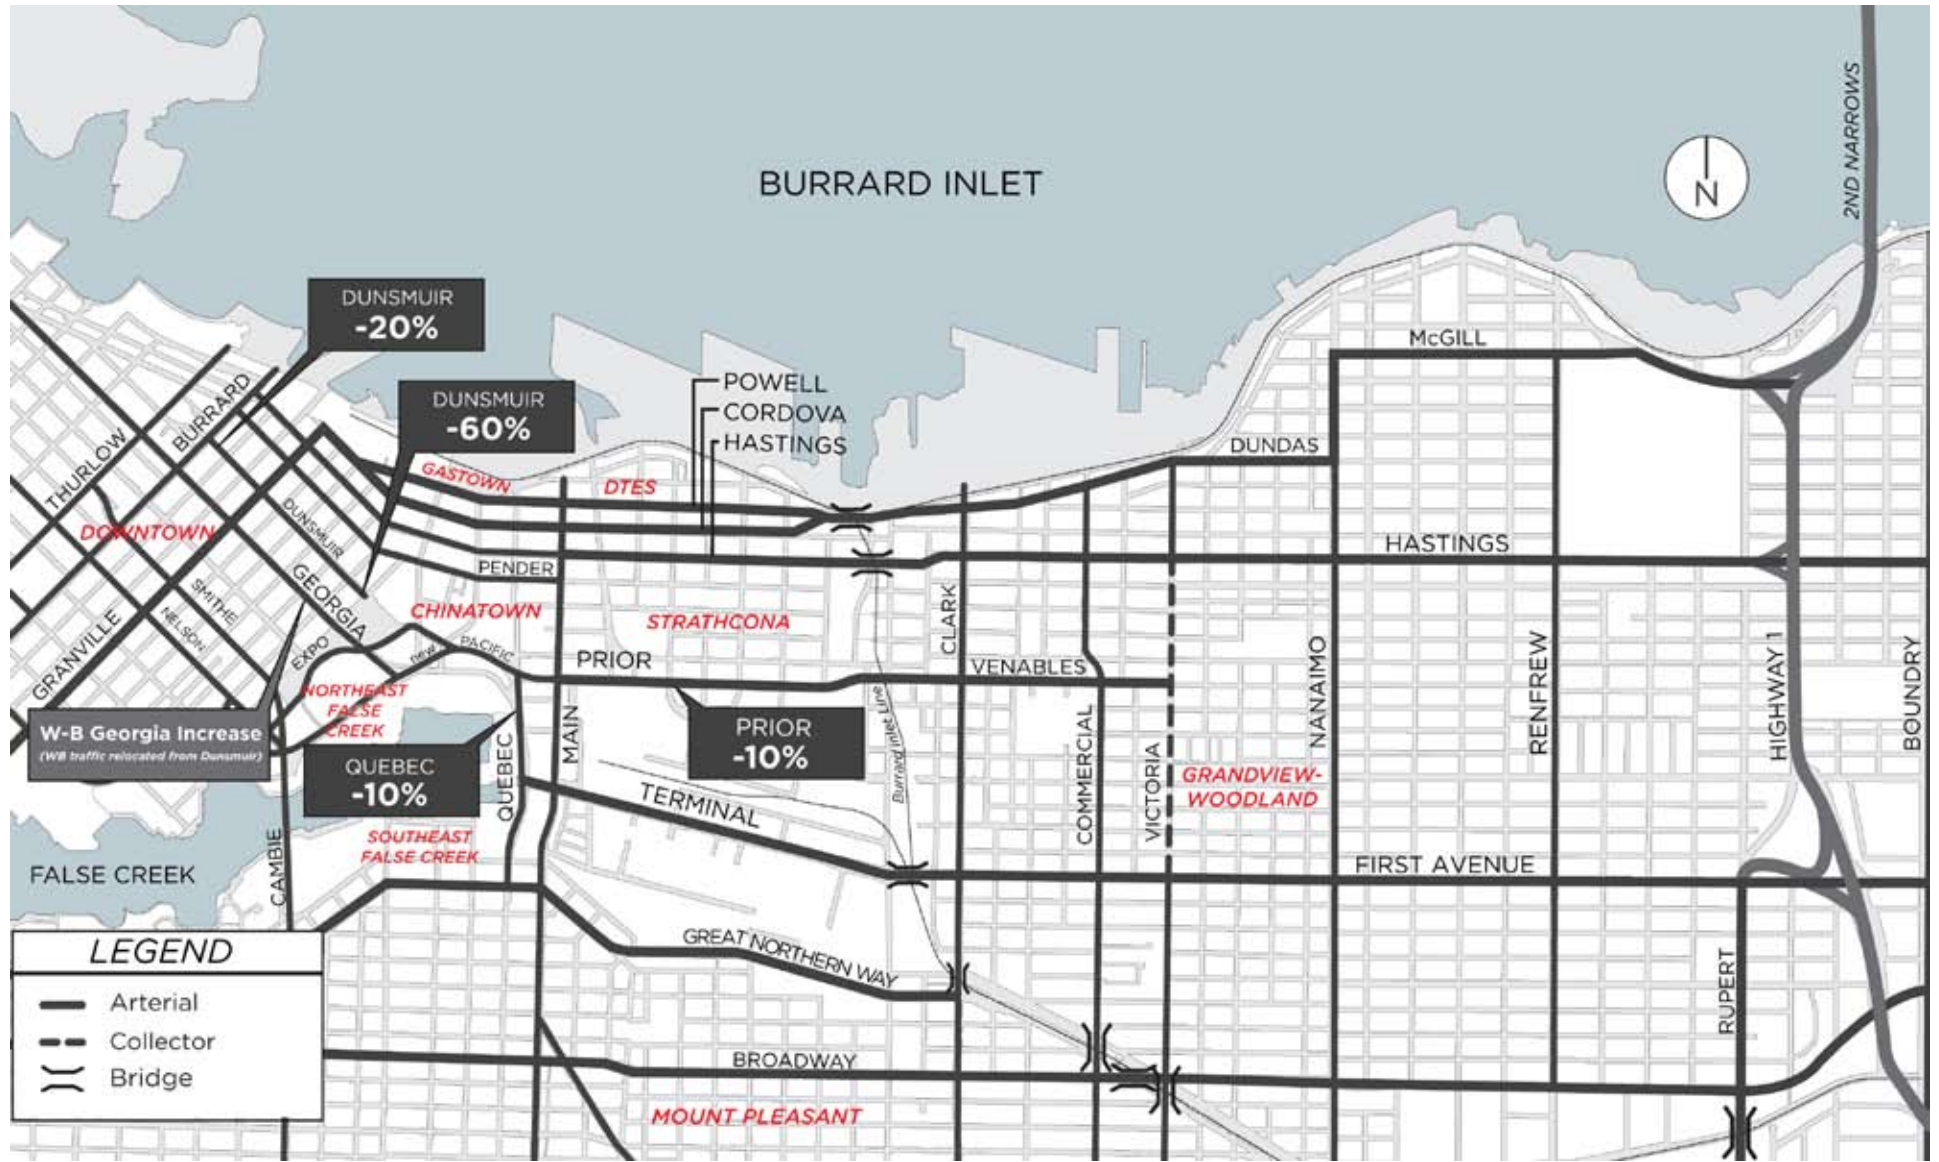 2ND NARROWS
BURRARD INLET
N
DUNSMUIR
-20%
McGILL
DUNSMUIR
-60%
POWELL
CORDOVA
HASTINGS
BURRARD
THURLOW
DUNDAS
GASTOWN
DTES
DOWNTOWN
DUNSMUIR
HASTINGS
PENDER
GEORGIA
SMITHE
NELSON
CHINATOWN
STRATHCONA
CLARK
GRANVILLE
EXPO
new
PACIFIC
PRIOR
VENABLES
NANAIMO
RENFREW
HIGHWAY 1
BOUNDRY
NORTHEAST
FALSE
CREEK
W-B Georgia Increase
(WB traffic relocated from Dunsmuir)
PRIOR
-10%
QUEBEC
-10%
QUEBEC
MAIN
Burrard Inlet Line
COMMERCIAL
VICTORIA
GRANDVIEW-
WOODLAND
TERMINAL
SOUTHEAST
FALSE CREEK
FALSE CREEK
CAMBIE
FIRST AVENUE
GREAT NORTHERN WAY
RUPERT
LEGEND
Arterial
Collector
Bridge
BROADWAY
MOUNT PLEASANT